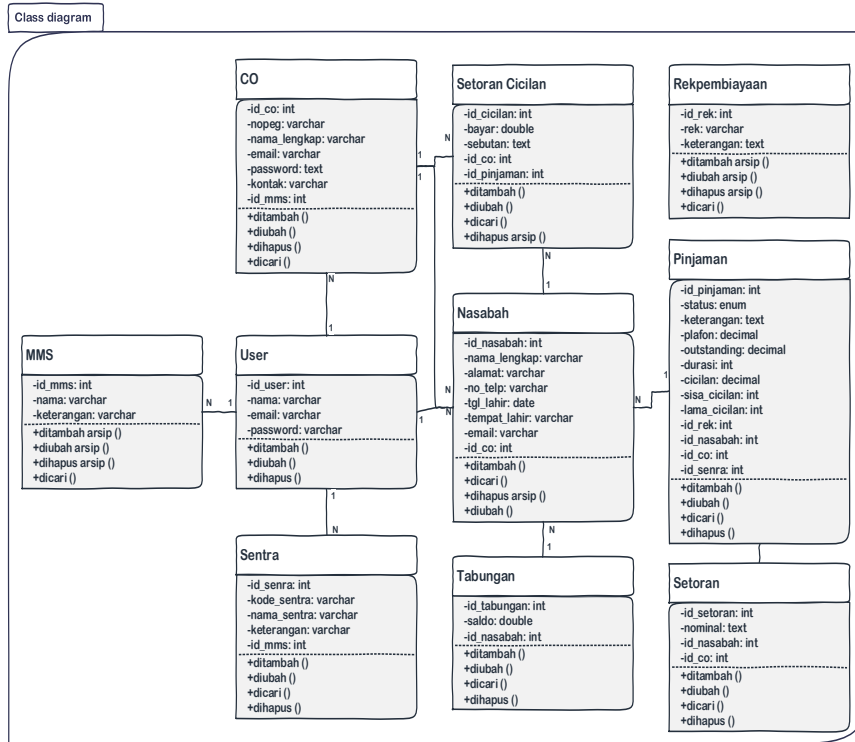 Class diagram
CO
-id_co: int
-nopeg: varchar
-nama_lengkap: varchar
-email: varchar
-password: text
-kontak: varchar
-id_mms: int
+ditambah ()
+diubah ()
+dihapus ()
+dicari ()
Setoran Cicilan
-id_cicilan: int
-bayar: double
-sebutan: text
-id_co: int
-id_pinjaman: int
+ditambah ()
+diubah ()
+dicari ()
+dihapus arsip ()
Rekpembiayaan
-id_rek: int
-rek: varchar
-keterangan: text
+ditambah arsip ()
+diubah arsip ()
+dihapus arsip ()
+dicari ()
1
1
N
N
1
N
1
MMS
-id_mms: int
-nama: varchar
-keterangan: varchar
+ditambah arsip ()
+diubah arsip ()
+dihapus arsip ()
+dicari ()
N 1
User
-id_user: int
-nama: varchar
-email: varchar
-password: varchar
+ditambah ()
+diubah ()
+dihapus ()
1
N
N
Nasabah
-id_nasabah: int
-nama_lengkap: varchar
-alamat: varchar
-no_telp: varchar
-tgl_lahir: date
-tempat_lahir: varchar
-email: varchar
-id_co: int
+ditambah ()
+dicari ()
+dihapus arsip ()
+diubah ()
N
1
Pinjaman
-id_pinjaman: int
-status: enum
-keterangan: text
-plafon: decimal
-outstanding: decimal
-durasi: int
-cicilan: decimal
-sisa_cicilan: int
-lama_cicilan: int
-id_rek: int
-id_nasabah: int
-id_co: int
-id_senra: int
+ditambah ()
+diubah ()
+dicari ()
+dihapus ()
1
N
N
1
Sentra
-id_senra: int
-kode_sentra: varchar
-nama_sentra: varchar
-keterangan: varchar
-id_mms: int
+ditambah ()
+diubah ()
+dicari ()
+dihapus ()
Tabungan
-id_tabungan: int
-saldo: double
-id_nasabah: int
+ditambah ()
+diubah ()
+dicari ()
+dihapus ()
Setoran
-id_setoran: int
-nominal: text
-id_nasabah: int
-id_co: int
+ditambah ()
+diubah ()
+dicari ()
+dihapus ()